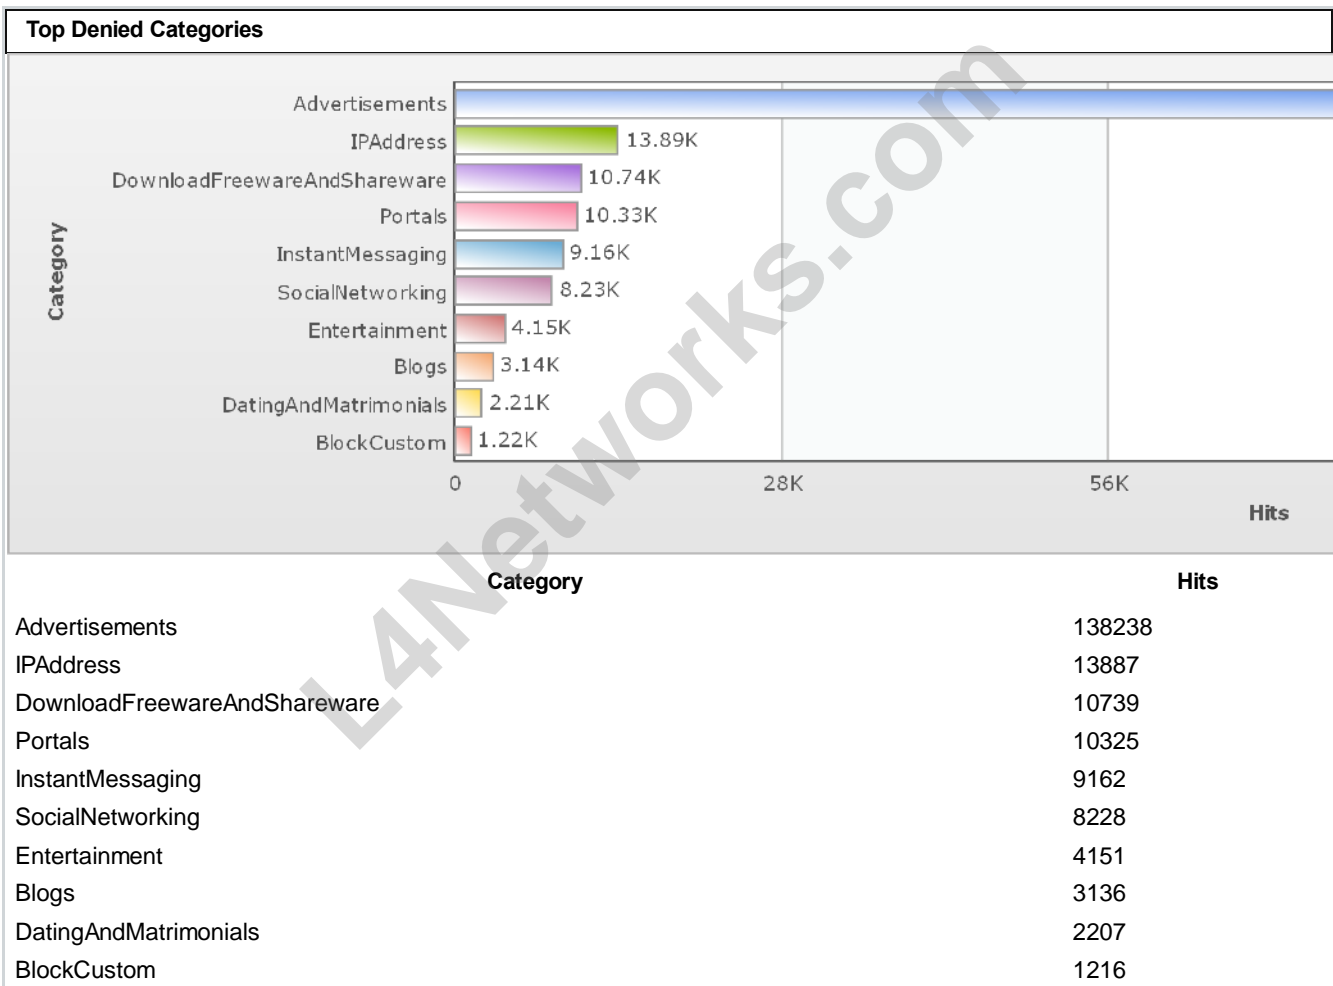 Top Denied Categories
Category
Advertisements
IPAddress 13.89K
DownloadFreewareAndShareware 10.74K
Portals 10.33K
InstantMessaging 9.16K
SocialNetworking 8.23K
Entertainment 4.15K
Blogs 3.14K
DatingAndMatrimonials 2.21K
BlockCustom 1.22K
0 28K 56K
Hits
Category Hits
Advertisements 138238
IPAddress 13887
DownloadFreewareAndShareware 10739
Portals 10325
InstantMessaging 9162
SocialNetworking 8228
Entertainment 4151
Blogs 3136
DatingAndMatrimonials 2207
BlockCustom 1216
L4Networks.com